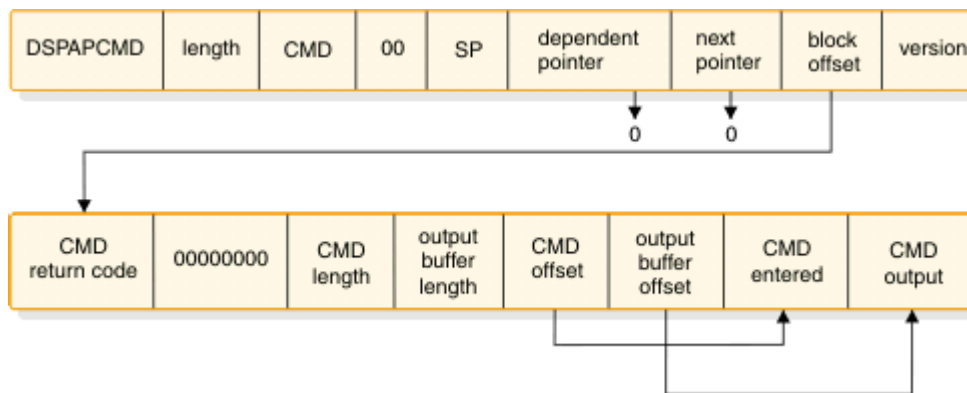 DSPAPCMD
length
CMD
00
SP
dependent
pointer
next
pointer
block
offset
version
0
0
CMD
return code
00000000
CMD
length
output
buffer
length
CMD
offset
output
buffer
offset
CMD
entered
CMD
output